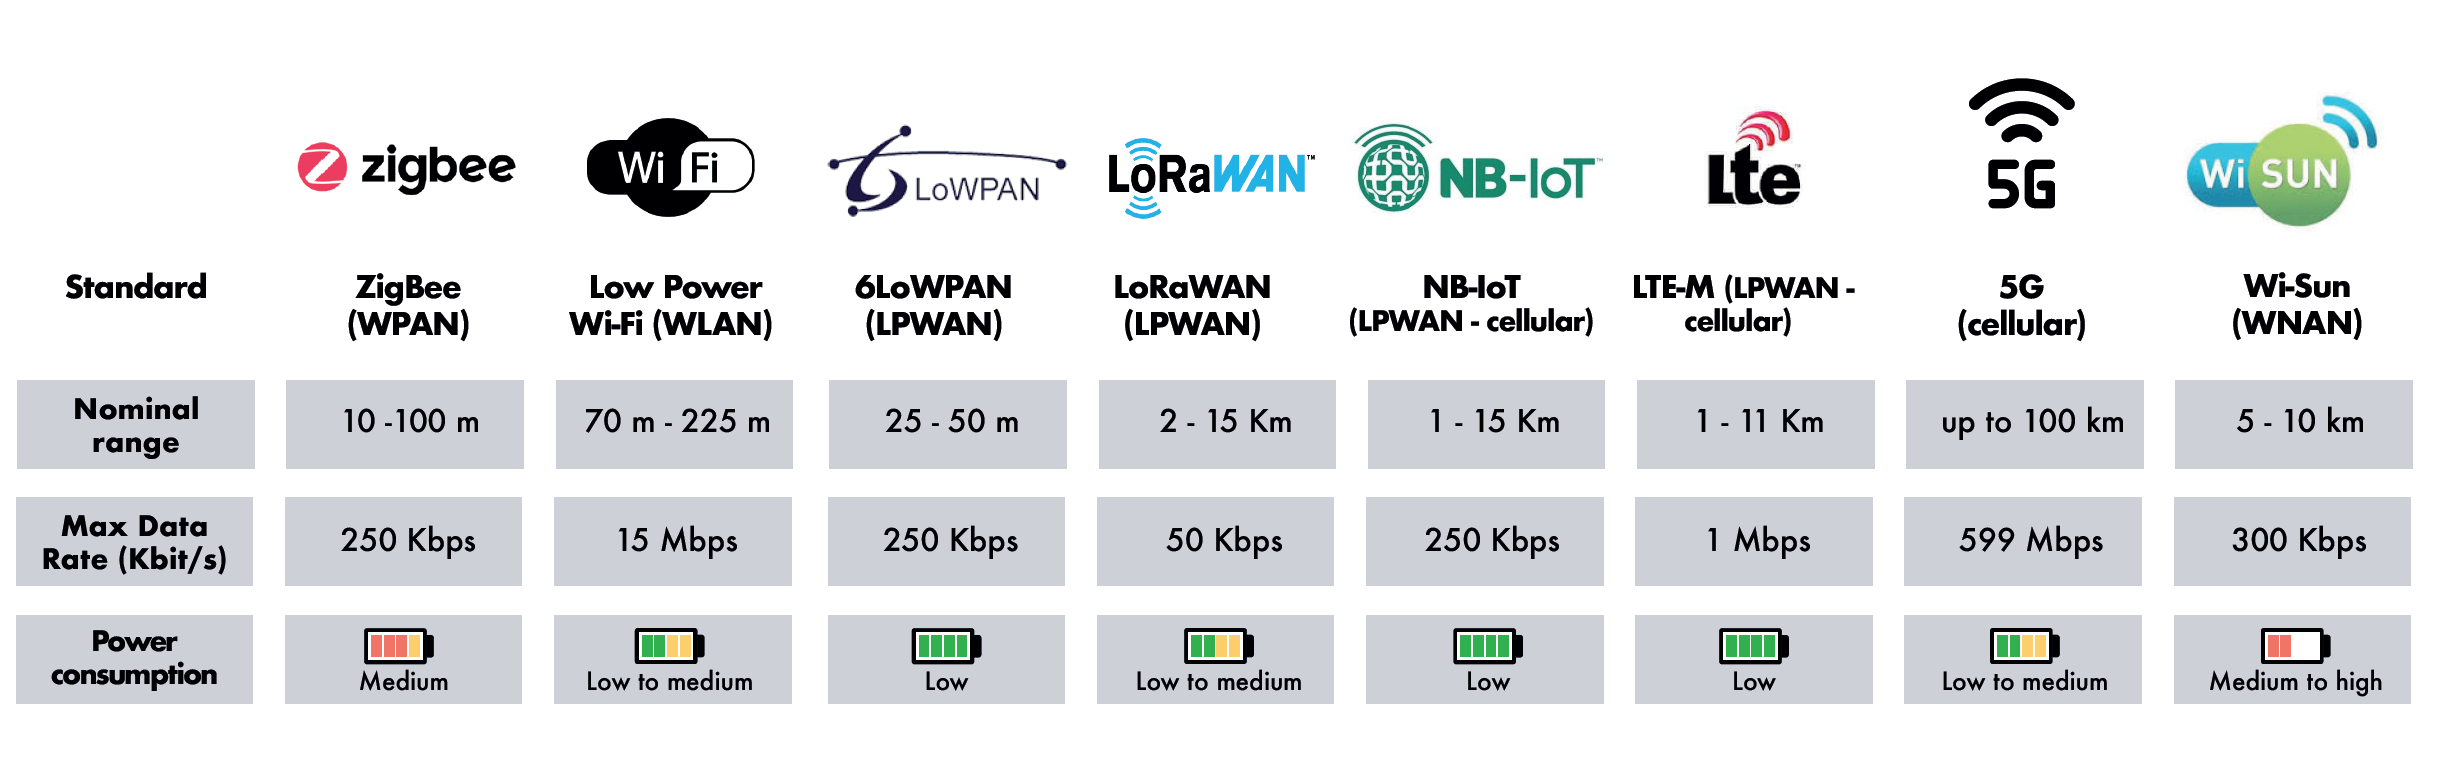 zigbee
Wi Fi
LoWPAN
LoRaWAN™
NB-IoT™
Lte™
5G
Wi SUN
Standard
ZigBee
(WPAN)
Low Power
Wi-Fi (WLAN)
6LoWPAN
(LPWAN)
LoRaWAN
(LPWAN)
NB-IoT
(LPWAN - cellular)
LTE-M (LPWAN -
cellular)
5G
(cellular)
Wi-Sun
(WNAN)
Nominal
range
10 -100 m
70 m - 225 m
25 - 50 m
2 - 15 Km
1 - 15 Km
1 - 11 Km
up to 100 km
5 - 10 km
Max Data
Rate (Kbit/s)
250 Kbps
15 Mbps
250 Kbps
50 Kbps
250 Kbps
1 Mbps
599 Mbps
300 Kbps
Power
consumption
Medium
Low to medium
Low
Low to medium
Low
Low
Low to medium
Medium to high